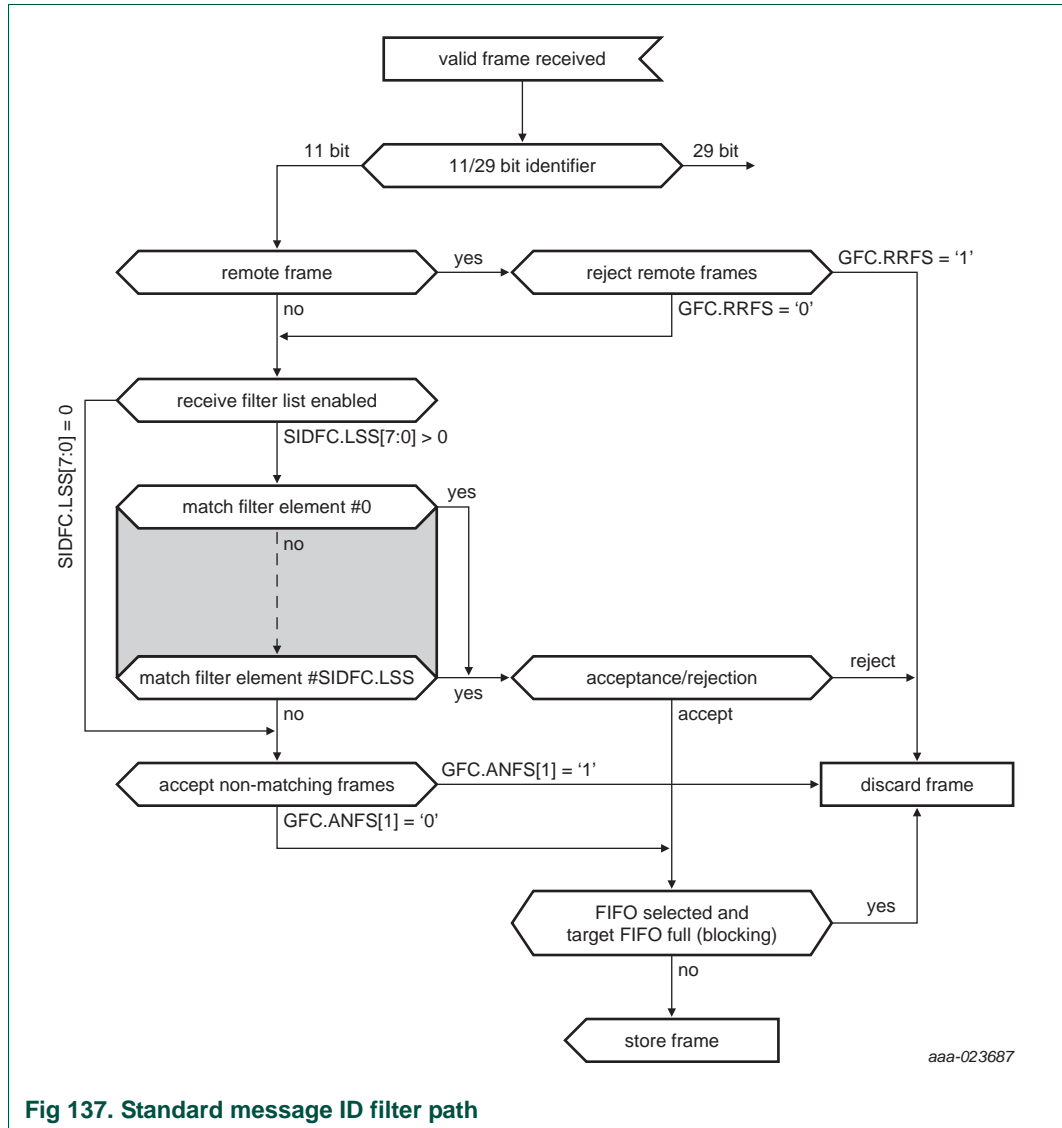 valid frame received
11 bit
11/29 bit identifier
29 bit
remote frame
yes
reject remote frames
GFC.RRFS = ‘1’
no
GFC.RRFS = ‘0’
receive filter list enabled
SIDFC.LSS[7:0] = 0
SIDFC.LSS[7:0] > 0
match filter element #0
yes
no
match filter element #SIDFC.LSS
yes
acceptance/rejection
reject
no
accept
accept non-matching frames
GFC.ANFS[1] = ‘1’
discard frame
GFC.ANFS[1] = ‘0’
FIFO selected and
target FIFO full (blocking)
yes
no
store frame
aaa-023687
Fig 137. Standard message ID filter path